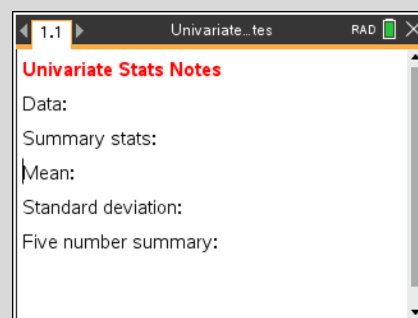 1.1 Univariate...tes RAD
Univariate Stats Notes
Data:
Summary stats:
Mean:
Standard deviation:
Five number summary: